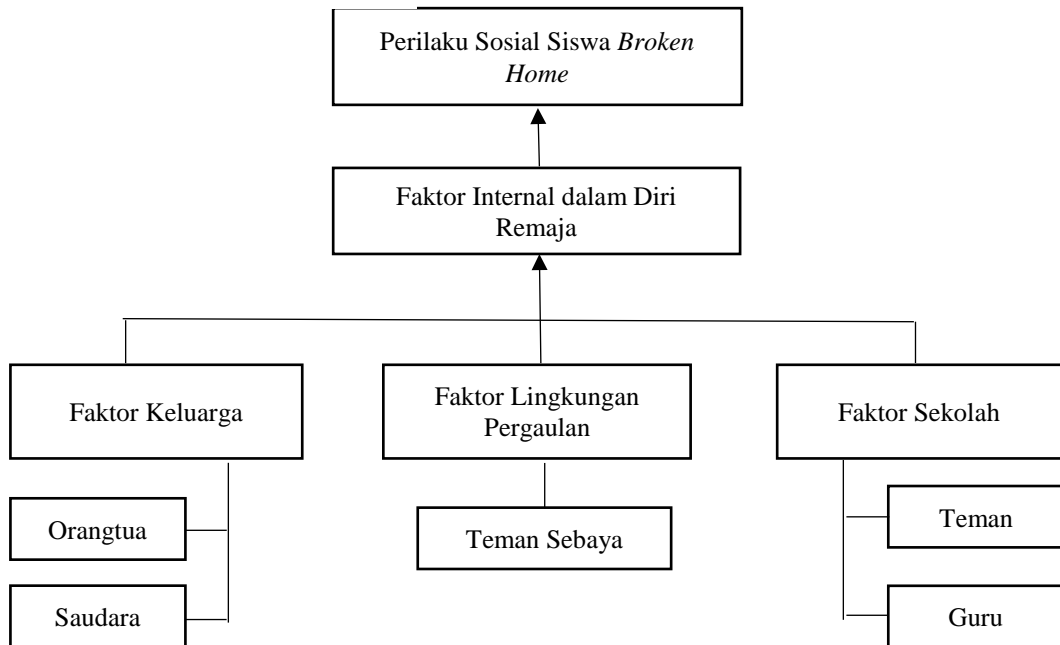 Perilaku Sosial Siswa Broken
Home
Faktor Internal dalam Diri
Remaja
Faktor Keluarga
Faktor Lingkungan
Pergaulan
Faktor Sekolah
Orangtua
Teman Sebaya
Teman
Saudara
Guru